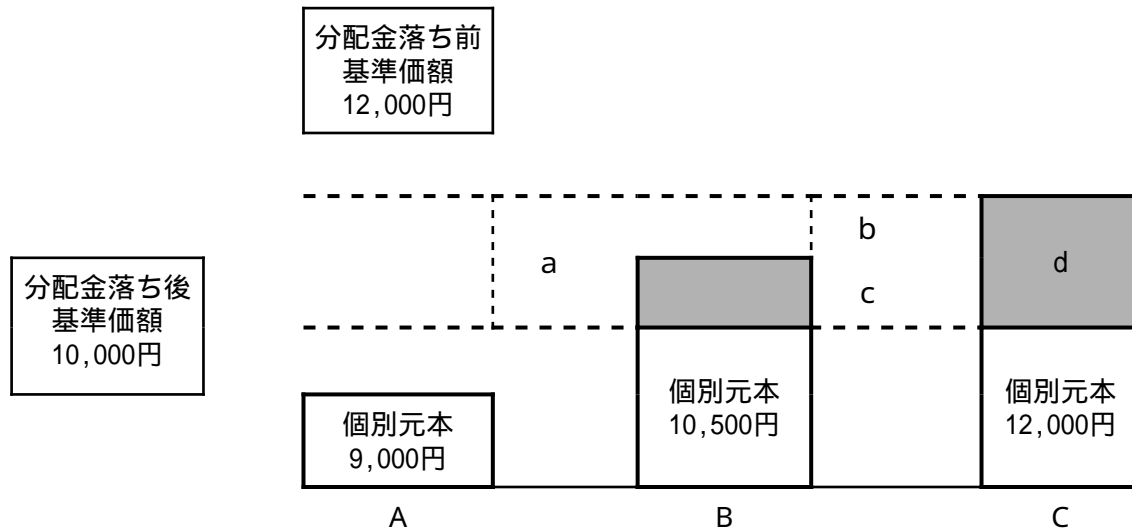 分配金落ち前
基準価額
12,000円
b
a
d
分配金落ち後
基準価額
10,000円
c
個別元本
9,000円
個別元本
10,500円
個別元本
12,000円
A
B
C